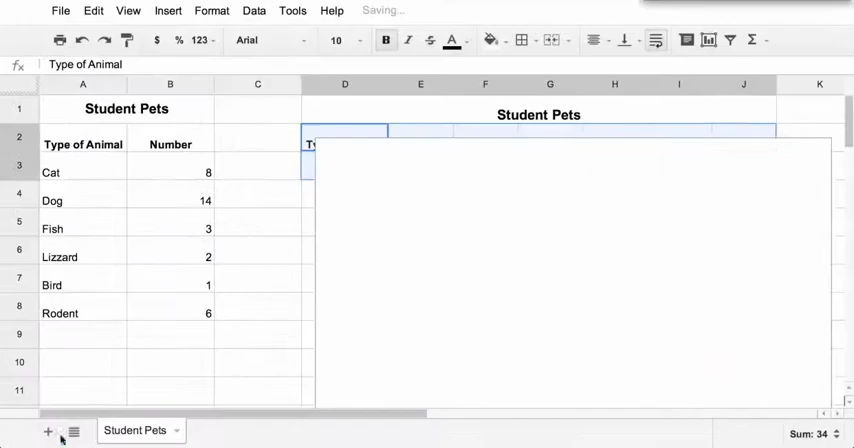 File Edit View Insert Format Data Tools Help Saving...
$ % 123 Arial 10 B I S A Σ
fx Type of Animal
A B C D E F G H I J K
1 Student Pets Student Pets
2 Type of Animal Number
3 Cat 8
4 Dog 14
5 Fish 3
6 Lizzard 2
7 Bird 1
8 Rodent 6
9
10
11
+ Student Pets Sum: 34